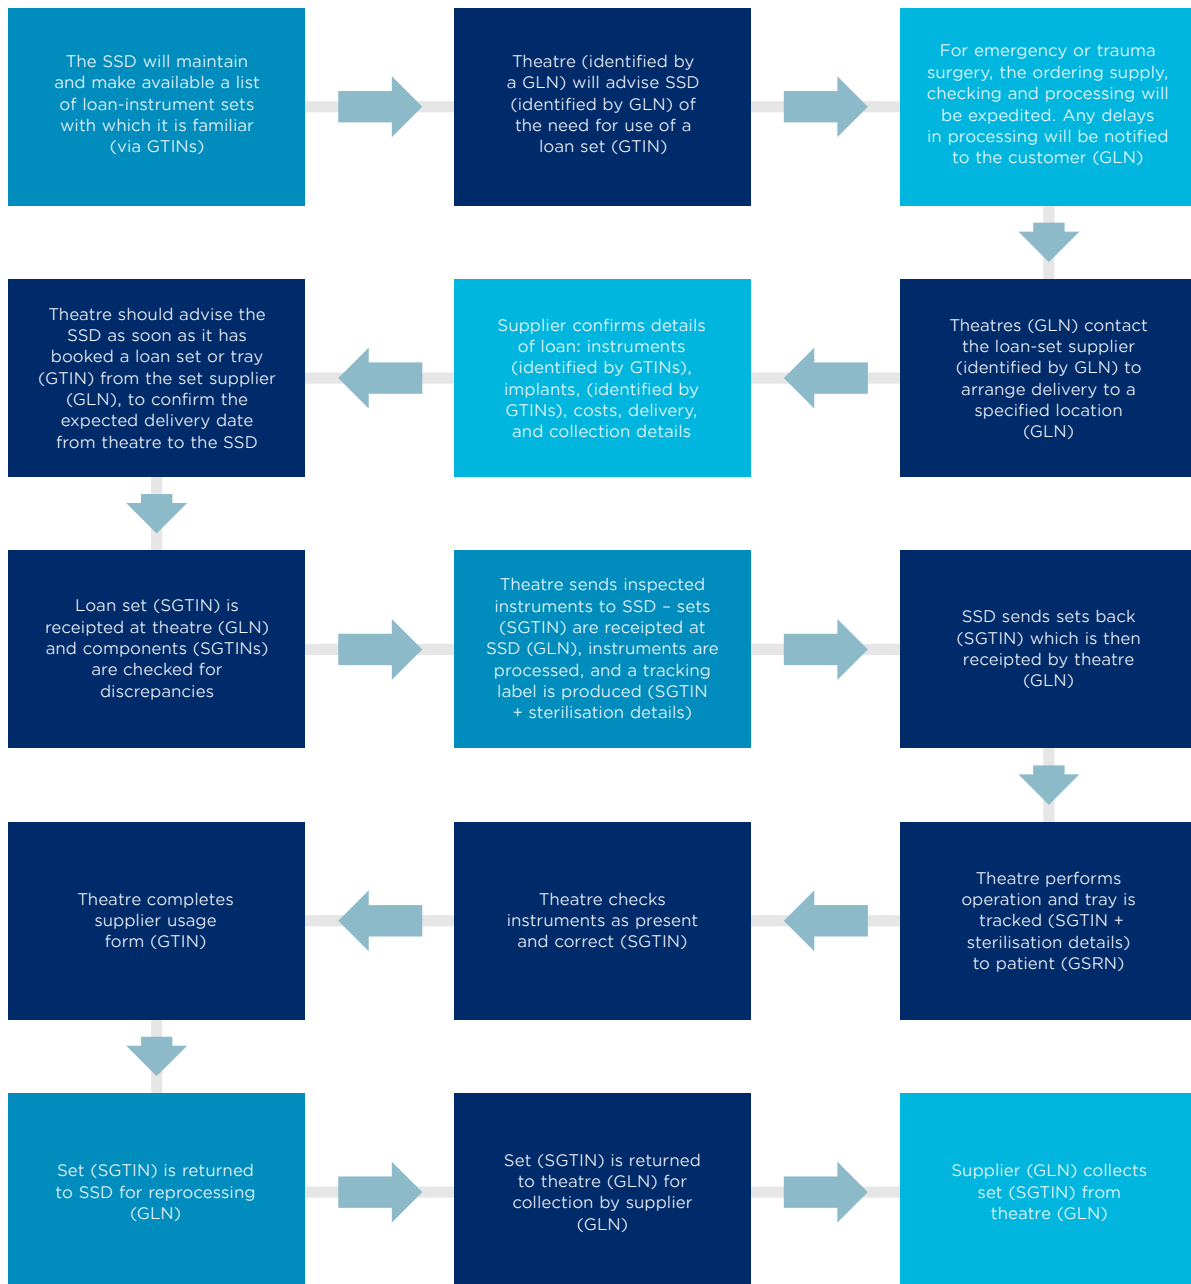 The SSD will maintain
and make available a list
of loan-instrument sets
with which it is familiar
(via GTINs)
Theatre (identified by
a GLN) will advise SSD
(identified by GLN) of
the need for use of a
loan set (GTIN)
For emergency or trauma
surgery, the ordering supply,
checking and processing will
be expedited. Any delays
in processing will be notified
to the customer (GLN)
Theatres (GLN) contact
the loan-set supplier
(identified by GLN) to
arrange delivery to a
specified location
(GLN)
Supplier confirms details
of loan: instruments
(identified by GTINs),
implants, (identified by
GTINs), costs, delivery,
and collection details
Theatre should advise the
SSD as soon as it has
booked a loan set or tray
(GTIN) from the set supplier
(GLN), to confirm the
expected delivery date
from theatre to the SSD
Loan set (SGTIN) is
receipted at theatre (GLN)
and components (SGTINs)
are checked for
discrepancies
Theatre sends inspected
instruments to SSD – sets
(SGTIN) are receipted at
SSD (GLN), instruments are
processed, and a tracking
label is produced (SGTIN
+ sterilisation details)
SSD sends sets back
(SGTIN) which is then
receipted by theatre
(GLN)
Theatre performs
operation and tray is
tracked (SGTIN +
sterilisation details)
to patient (GSRN)
Theatre checks
instruments as present
and correct (SGTIN)
Theatre completes
supplier usage
form (GTIN)
Set (SGTIN) is returned
to SSD for reprocessing
(GLN)
Set (SGTIN) is returned
to theatre (GLN) for
collection by supplier
(GLN)
Supplier (GLN) collects
set (SGTIN) from
theatre (GLN)